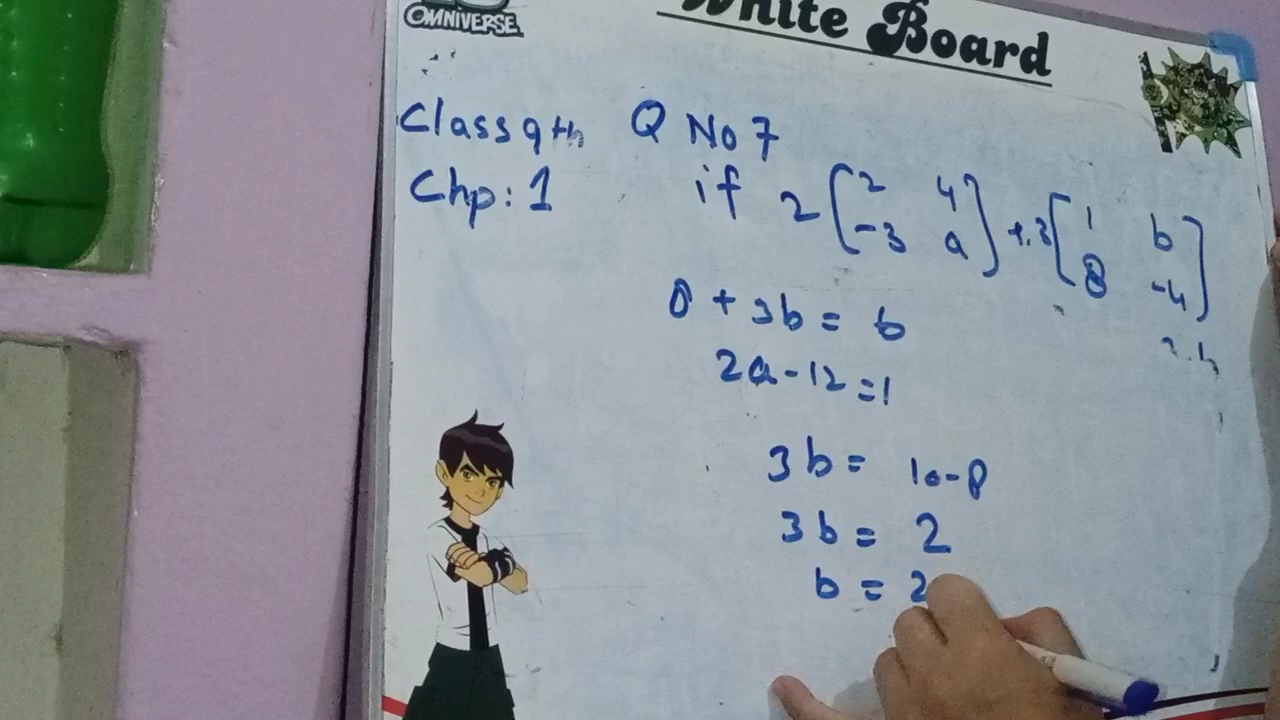 OMNIVERSE
White Board
Class 9th Q No 7
Chp: 1 if 2 [2 4] + 3 [1 b]
[-3 a] [8 -4]
8 + 3b = 6
2a - 12 = 1
3b = 10 - 8
3b = 2
b = 2